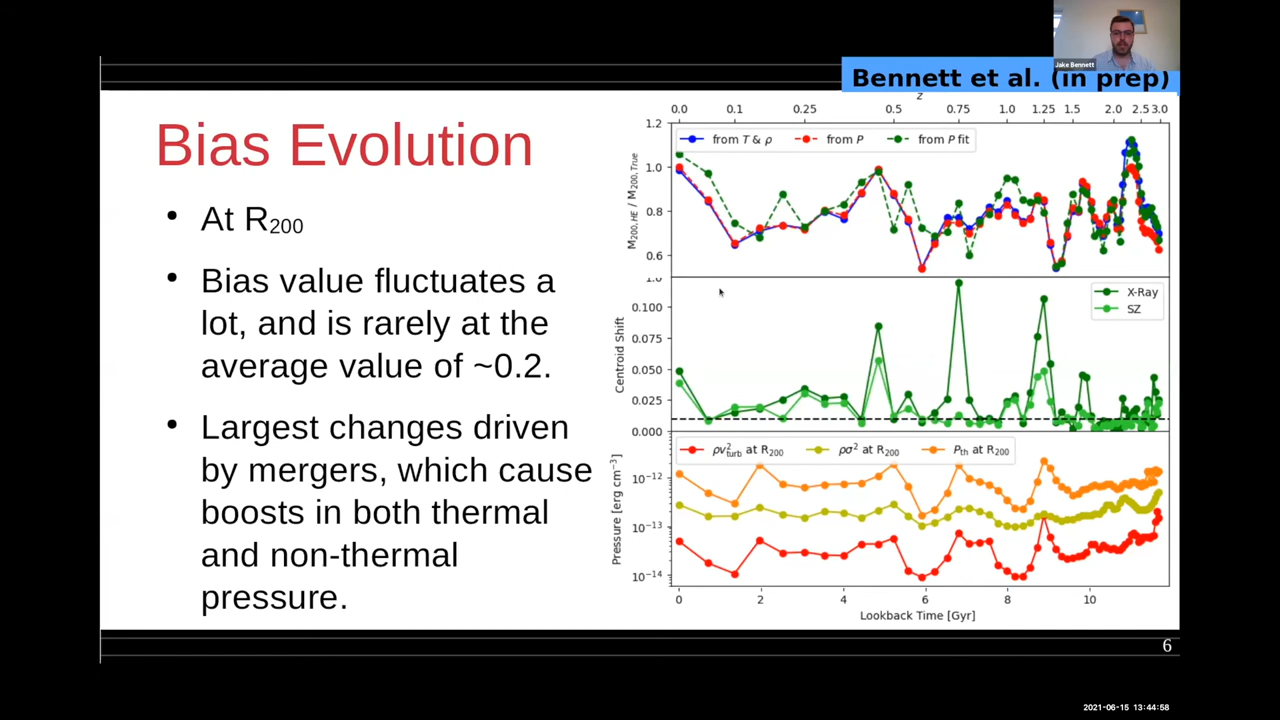 Jake Bennett
Bennett et al. (in prep)
Bias Evolution
• At R200
• Bias value fluctuates a
lot, and is rarely at the
average value of ~0.2.
• Largest changes driven
by mergers, which cause
boosts in both thermal
and non-thermal
pressure.
z
0.0 0.1 0.25 0.5 0.75 1.0 1.25 1.5 2.0 2.5 3.0
from T & ρ from P from P fit
M200,HE / M200,True
1.2
1.0
0.8
0.6
X-Ray
SZ
Centroid Shift
1.0
0.100
0.075
0.050
0.025
0.000
ρv²turb at R200 ρσ² at R200 Pth at R200
Pressure [erg cm⁻³]
10⁻¹²
10⁻¹³
10⁻¹⁴
0 2 4 6 8 10
Lookback Time [Gyr]
6
2021-06-15 13:44:58